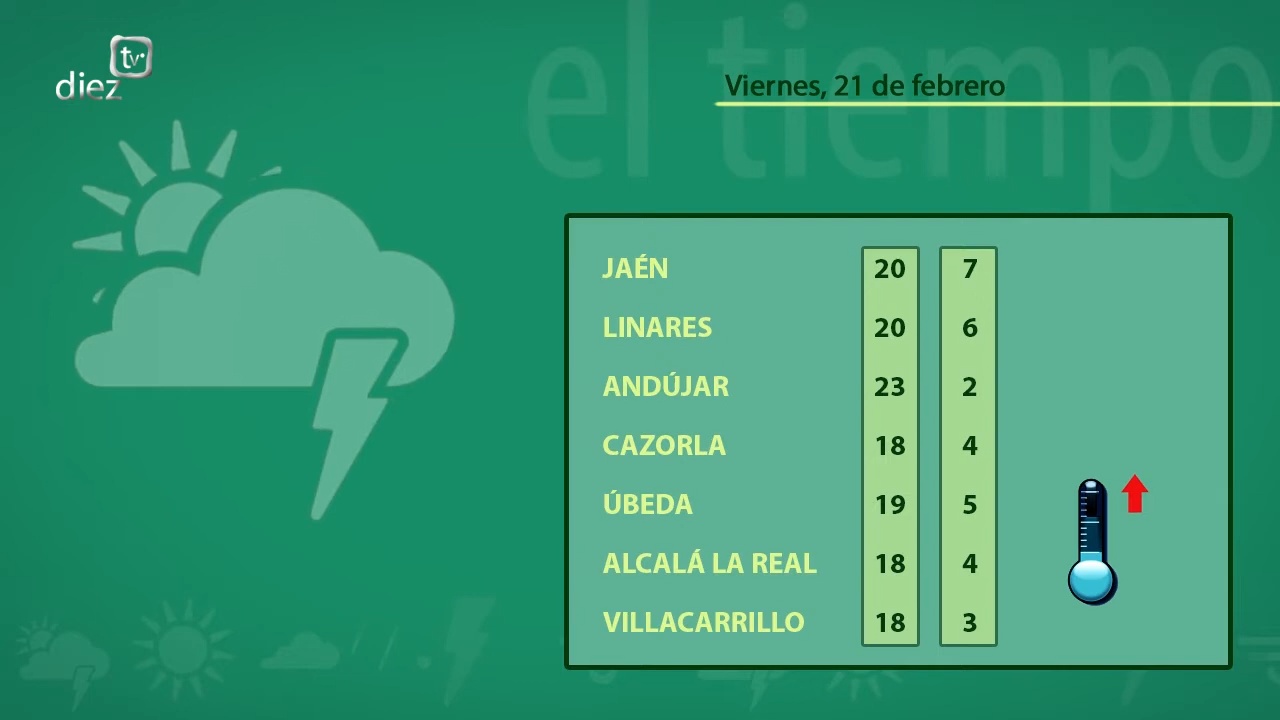 diez tv
el tiempo
Viernes, 21 de febrero
JAÉN 20 7
LINARES 20 6
ANDÚJAR 23 2
CAZORLA 18 4
ÚBEDA 19 5
ALCALÁ LA REAL 18 4
VILLACARRILLO 18 3